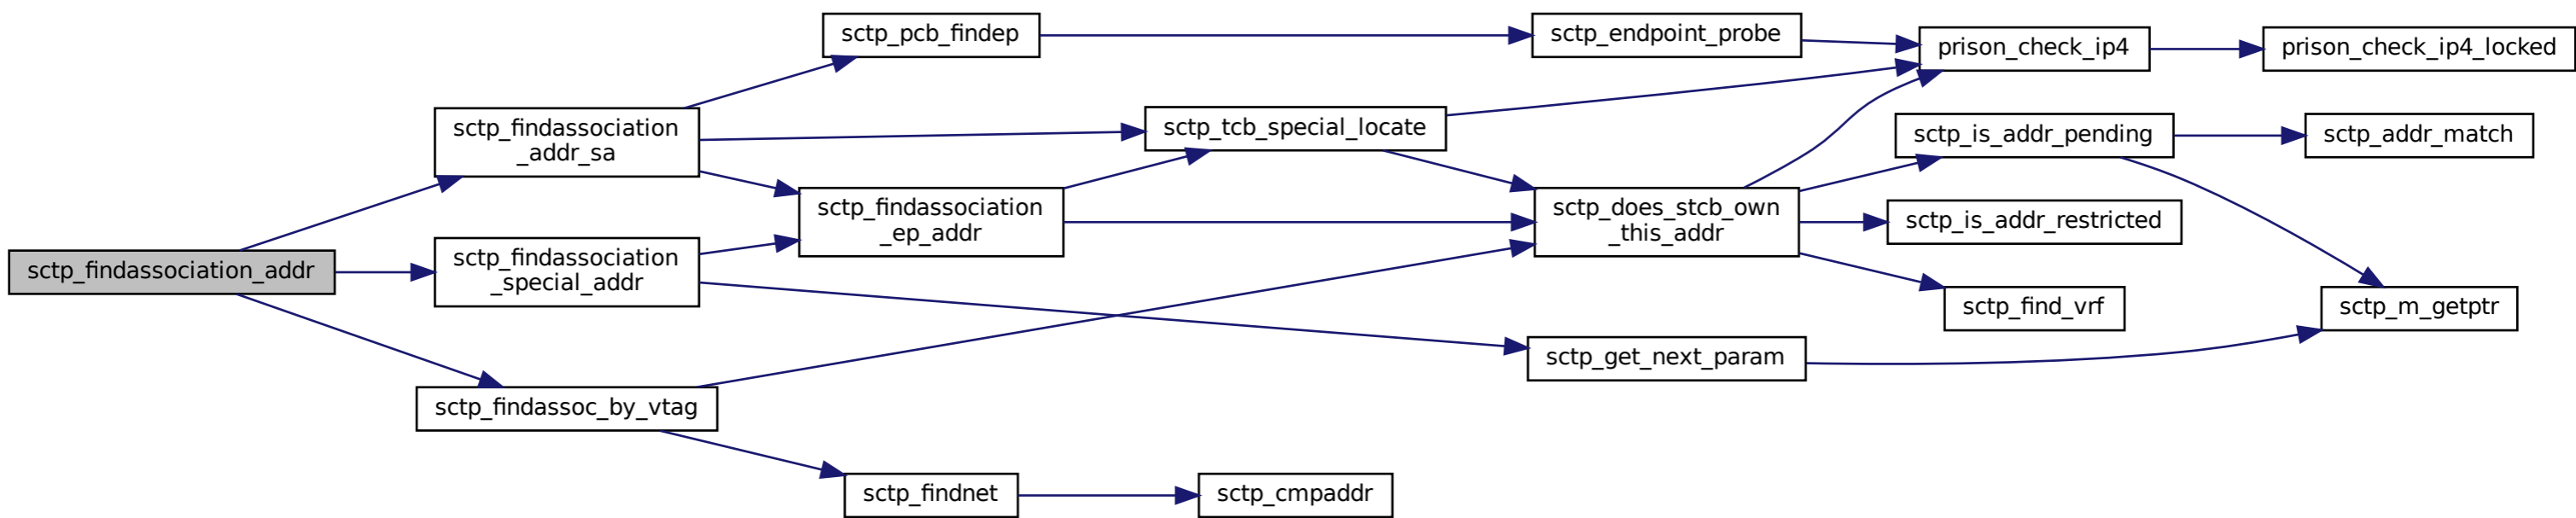 sctp_findassociation_addr
sctp_findassociation
_addr_sa
sctp_findassociation
_special_addr
sctp_findassoc_by_vtag
sctp_pcb_findep
sctp_findassociation
_ep_addr
sctp_findnet
sctp_tcb_special_locate
sctp_cmpaddr
sctp_endpoint_probe
sctp_does_stcb_own
_this_addr
sctp_get_next_param
prison_check_ip4
sctp_is_addr_pending
sctp_is_addr_restricted
sctp_find_vrf
prison_check_ip4_locked
sctp_addr_match
sctp_m_getptr